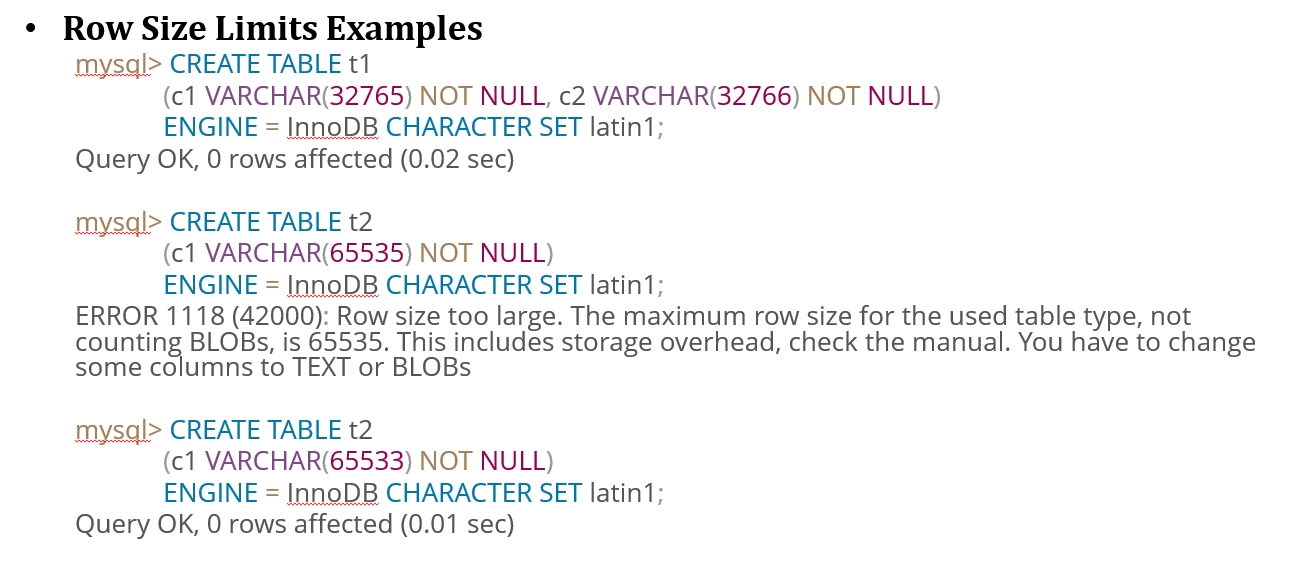 • Row Size Limits Examples
mysql> CREATE TABLE t1
(c1 VARCHAR(32765) NOT NULL, c2 VARCHAR(32766) NOT NULL)
ENGINE = InnoDB CHARACTER SET latin1;
Query OK, 0 rows affected (0.02 sec)
mysql> CREATE TABLE t2
(c1 VARCHAR(65535) NOT NULL)
ENGINE = InnoDB CHARACTER SET latin1;
ERROR 1118 (42000): Row size too large. The maximum row size for the used table type, not
counting BLOBs, is 65535. This includes storage overhead, check the manual. You have to change
some columns to TEXT or BLOBs
mysql> CREATE TABLE t2
(c1 VARCHAR(65533) NOT NULL)
ENGINE = InnoDB CHARACTER SET latin1;
Query OK, 0 rows affected (0.01 sec)